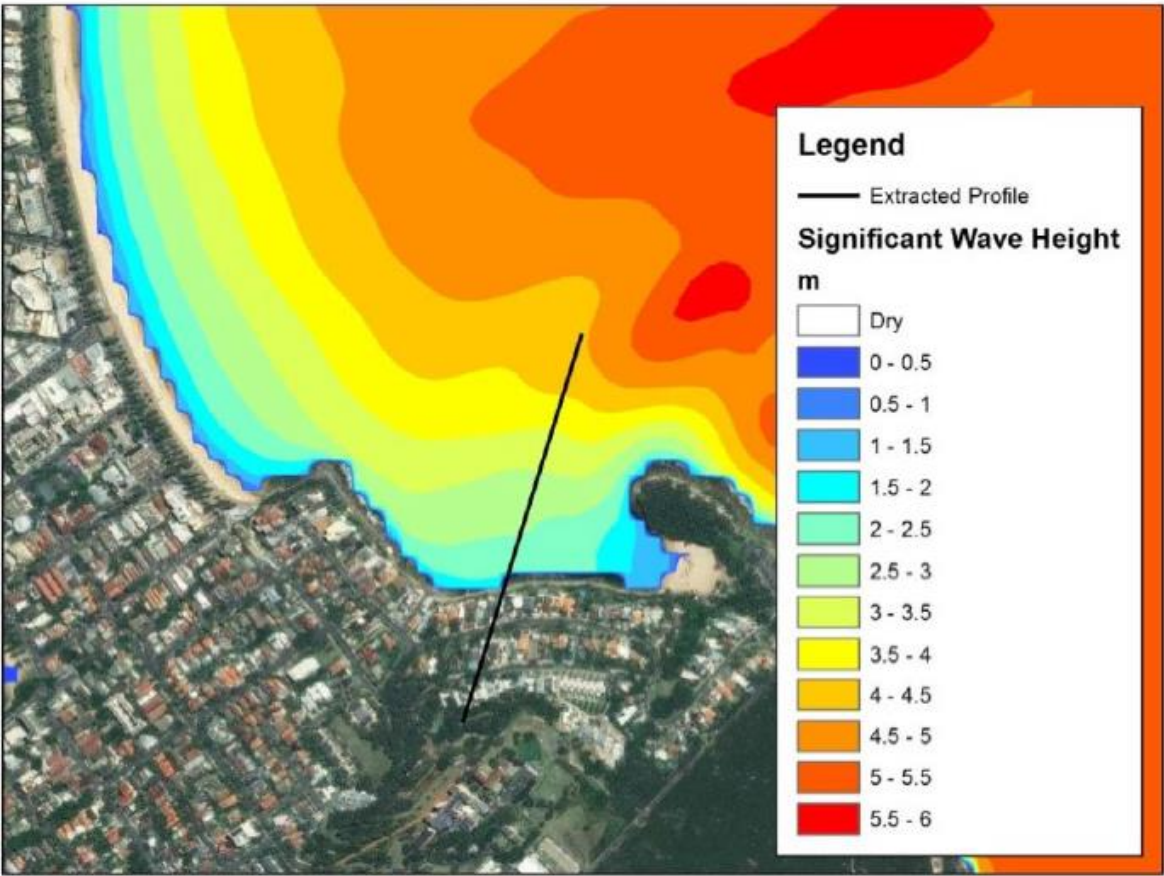 Legend
Extracted Profile
Significant Wave Height
m
Dry
0 - 0.5
0.5 - 1
1 - 1.5
1.5 - 2
2 - 2.5
2.5 - 3
3 - 3.5
3.5 - 4
4 - 4.5
4.5 - 5
5 - 5.5
5.5 - 6